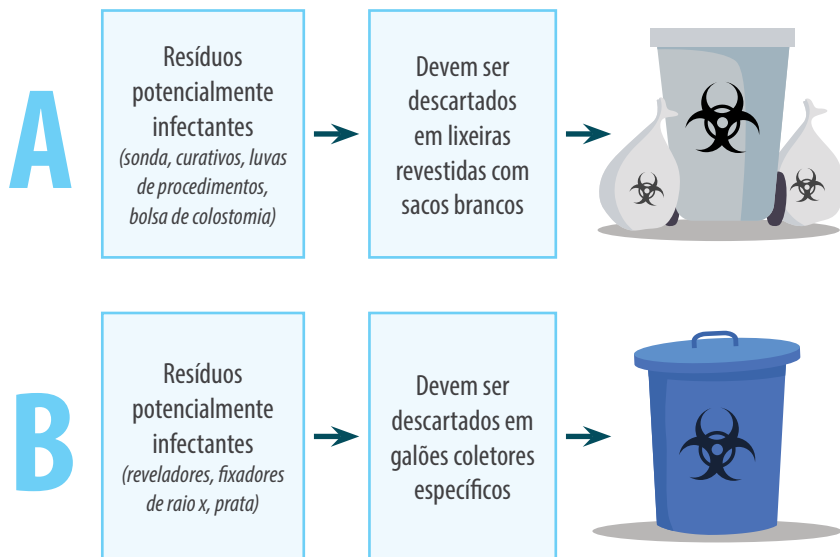 A
Resíduos
potencialmente
infectantes
(sonda, curativos, luvas
de procedimentos,
bolsa de colostomia)
Devem ser
descartados
em lixeiras
revestidas com
sacos brancos
B
Resíduos
potencialmente
infectantes
(reveladores, fixadores
de raio x, prata)
Devem ser
descartados em
galões coletores
específicos